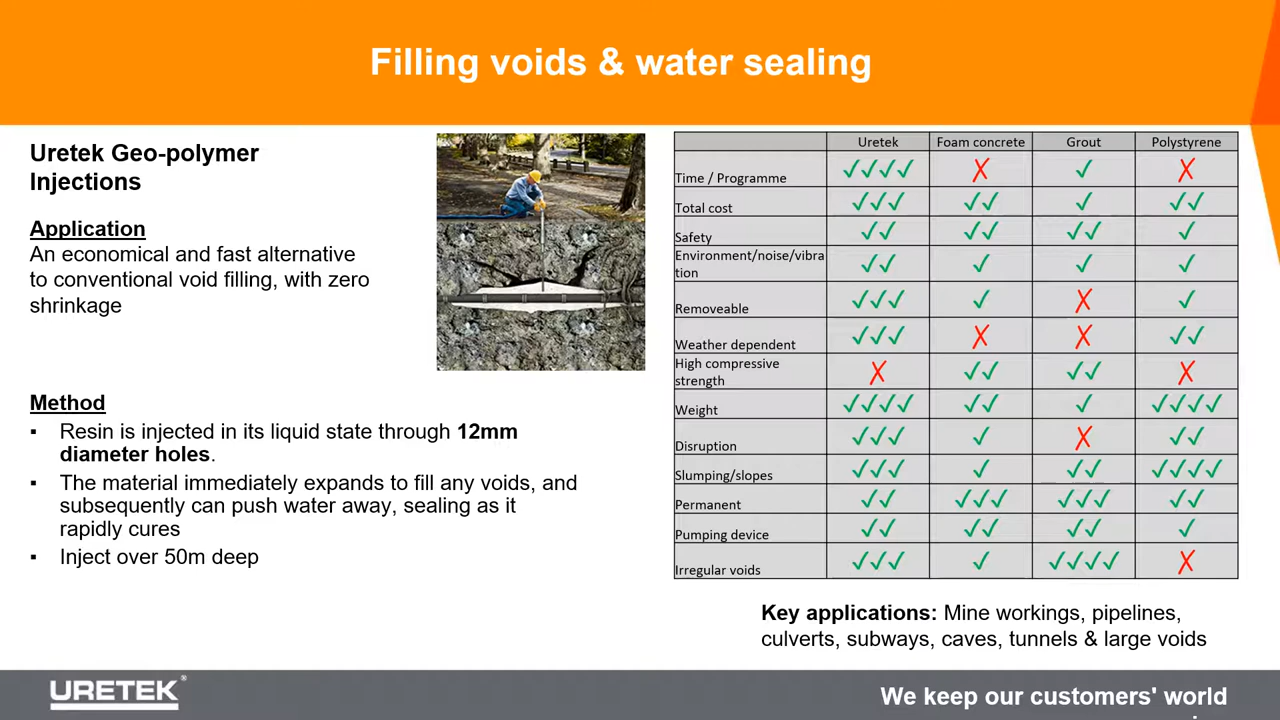 Filling voids & water sealing
Uretek Geo-polymer
Injections
Application
An economical and fast alternative
to conventional void filling, with zero
shrinkage
Method
▪ Resin is injected in its liquid state through 12mm
diameter holes.
▪ The material immediately expands to fill any voids, and
subsequently can push water away, sealing as it
rapidly cures
▪ Inject over 50m deep
Uretek Foam concrete Grout Polystyrene
Time / Programme ✓✓✓✓ ✗ ✓ ✗
Total cost ✓✓✓ ✓✓ ✓ ✓✓
Safety ✓✓ ✓✓ ✓✓ ✓
Environment/noise/vibra
tion ✓✓ ✓ ✓ ✓
Removeable ✓✓✓ ✓ ✗ ✓
Weather dependent ✓✓✓ ✗ ✗ ✓✓
High compressive
strength ✗ ✓✓ ✓✓ ✗
Weight ✓✓✓✓ ✓✓ ✓ ✓✓✓✓
Disruption ✓✓✓ ✓ ✗ ✓✓
Slumping/slopes ✓✓✓ ✓ ✓✓ ✓✓✓✓
Permanent ✓✓ ✓✓✓ ✓✓✓ ✓✓
Pumping device ✓✓ ✓✓ ✓✓ ✓
Irregular voids ✓✓✓ ✓ ✓✓✓✓ ✗
Key applications: Mine workings, pipelines,
culverts, subways, caves, tunnels & large voids
URETEK®
We keep our customers' world